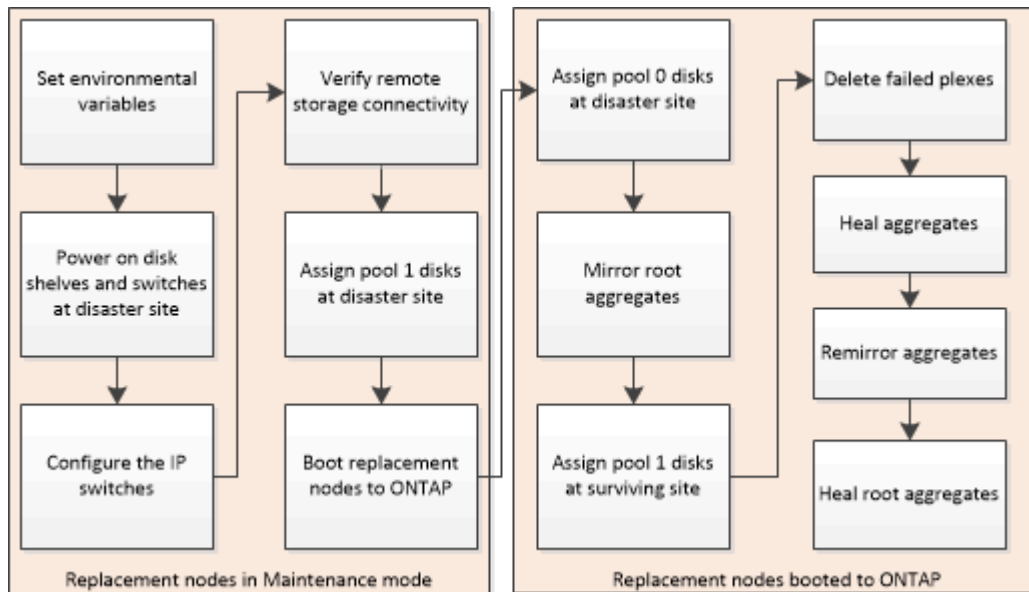 Set environmental
variables
Power on disk
shelves and switches
at disaster site
Configure the IP
switches
Verify remote
storage connectivity
Assign pool 1 disks
at disaster site
Boot replacement
nodes to ONTAP
Replacement nodes in Maintenance mode
Assign pool 0 disks
at disaster site
Mirror root
aggregates
Assign pool 1 disks
at surviving site
Delete failed plexes
Heal aggregates
Remirror aggregates
Heal root aggregates
Replacement nodes booted to ONTAP